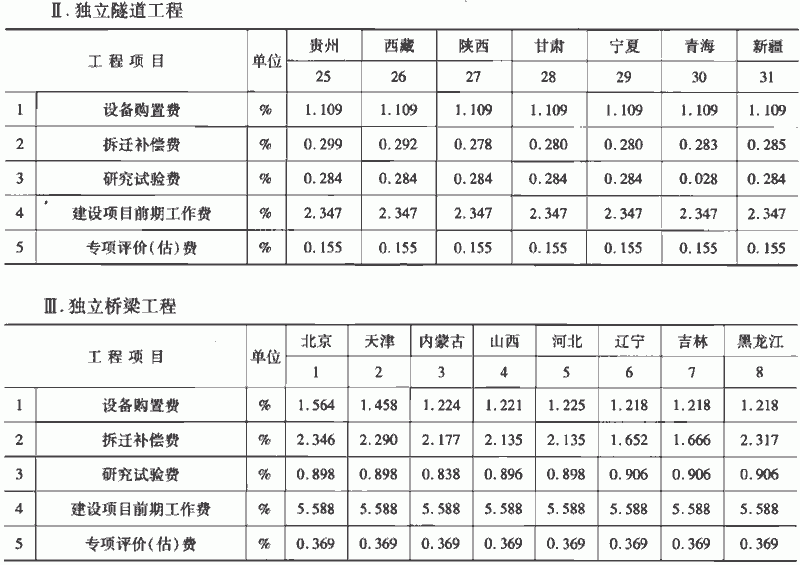 Ⅱ.独立隧道工程
工程项目 单位 贵州 西藏 陕西 甘肃 宁夏 青海 新疆
25 26 27 28 29 30 31
1 设备购置费 % 1.109 1.109 1.109 1.109 1.109 1.109 1.109
2 拆迁补偿费 % 0.299 0.292 0.278 0.280 0.280 0.283 0.285
3 研究试验费 % 0.284 0.284 0.284 0.284 0.284 0.028 0.284
4 建设项目前期工作费 % 2.347 2.347 2.347 2.347 2.347 2.347 2.347
5 专项评价(估)费 % 0.155 0.155 0.155 0.155 0.155 0.155 0.155
Ⅲ.独立桥梁工程
工程项目 单位 北京 天津 内蒙古 山西 河北 辽宁 吉林 黑龙江
1 2 3 4 5 6 7 8
1 设备购置费 % 1.564 1.458 1.224 1.221 1.225 1.218 1.218 1.218
2 拆迁补偿费 % 2.346 2.290 2.177 2.135 2.135 1.652 1.666 2.317
3 研究试验费 % 0.898 0.898 0.838 0.896 0.898 0.906 0.906 0.906
4 建设项目前期工作费 % 5.588 5.588 5.588 5.588 5.588 5.588 5.588 5.588
5 专项评价(估)费 % 0.369 0.369 0.369 0.369 0.369 0.369 0.369 0.369